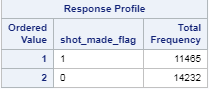 Response Profile
Ordered Value shot_made_flag Total Frequency
1 1 11465
2 0 14232